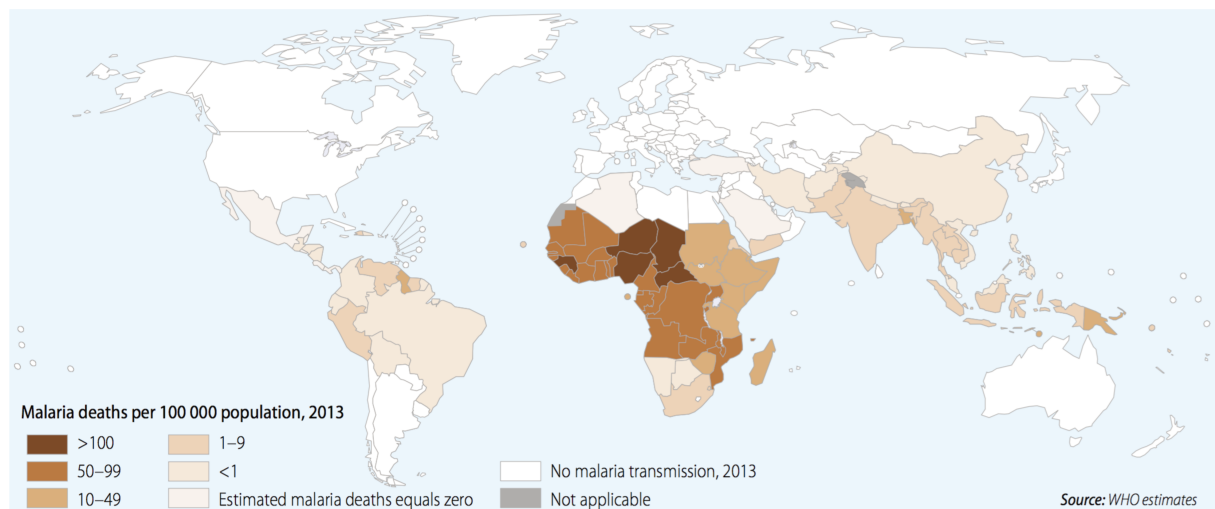 Malaria deaths per 100 000 population, 2013
>100
50–99
10–49
1–9
<1
Estimated malaria deaths equals zero
No malaria transmission, 2013
Not applicable
Source: WHO estimates